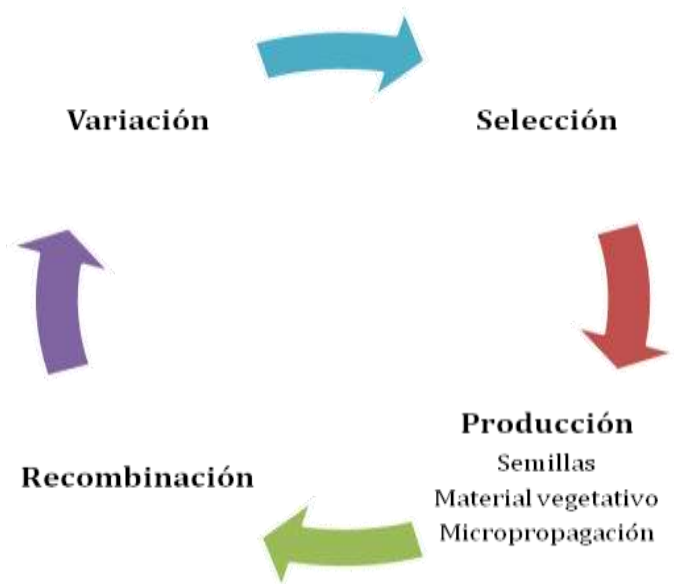 Variación
Selección
Producción
Semillas
Material vegetativo
Micropropagación
Recombinación